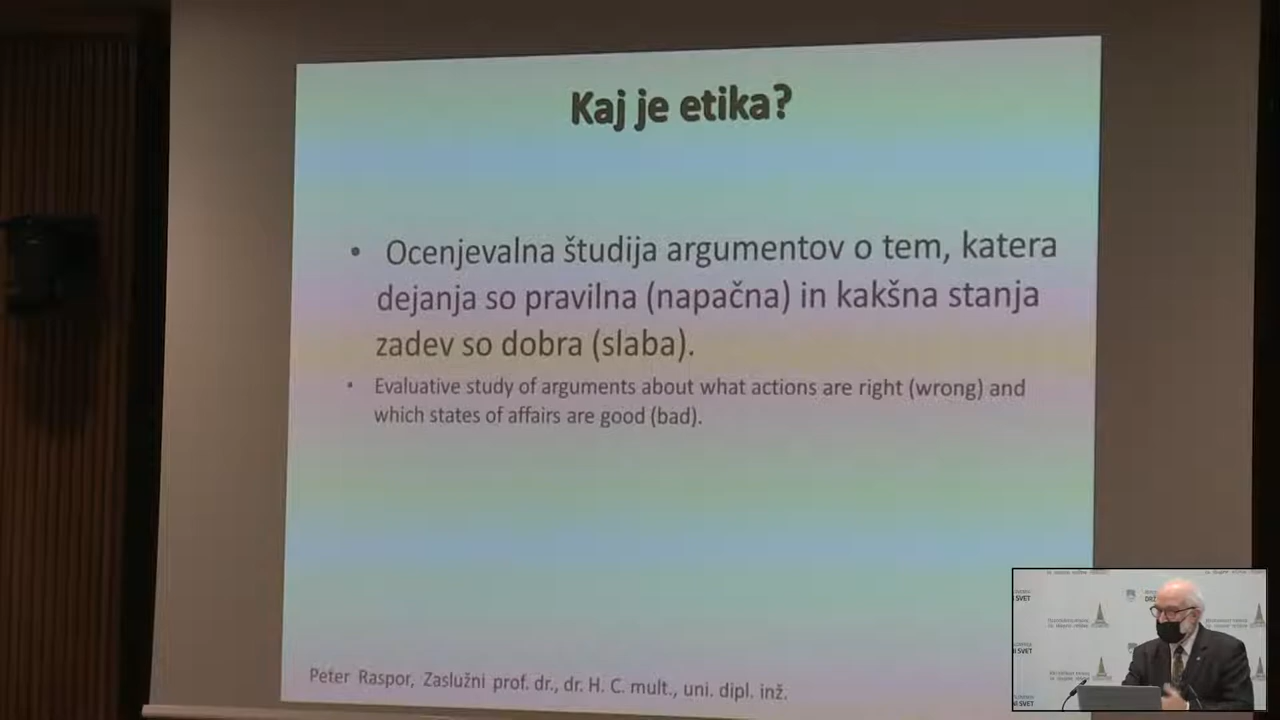 Kaj je etika?
• Ocenjevalna študija argumentov o tem, katera
dejanja so pravilna (napačna) in kakšna stanja
zadev so dobra (slaba).
• Evaluative study of arguments about what actions are right (wrong) and
which states of affairs are good (bad).
Peter Raspor, Zaslužni prof. dr., dr. H. C. mult., uni. dipl. inž.